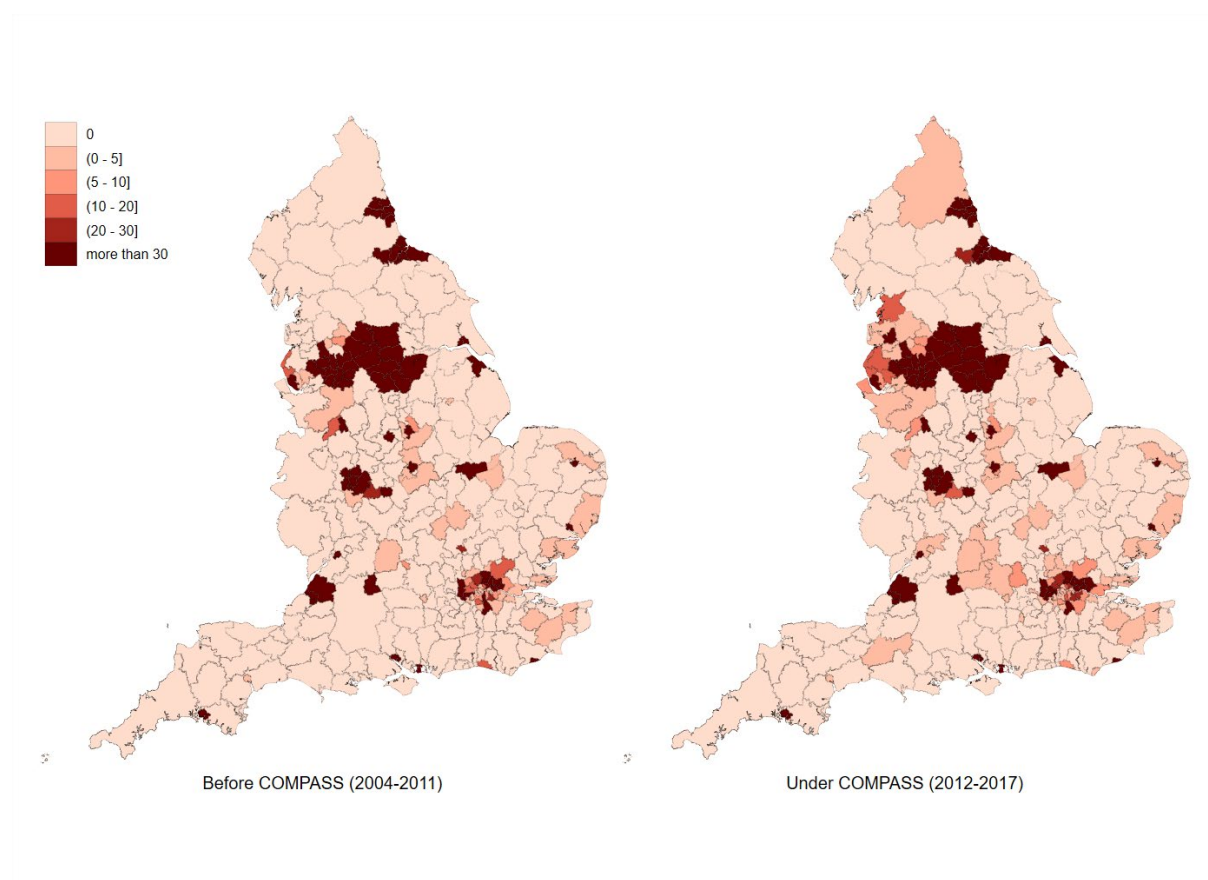 0
(0 - 5]
(5 - 10]
(10 - 20]
(20 - 30]
more than 30
Before COMPASS (2004-2011)
Under COMPASS (2012-2017)